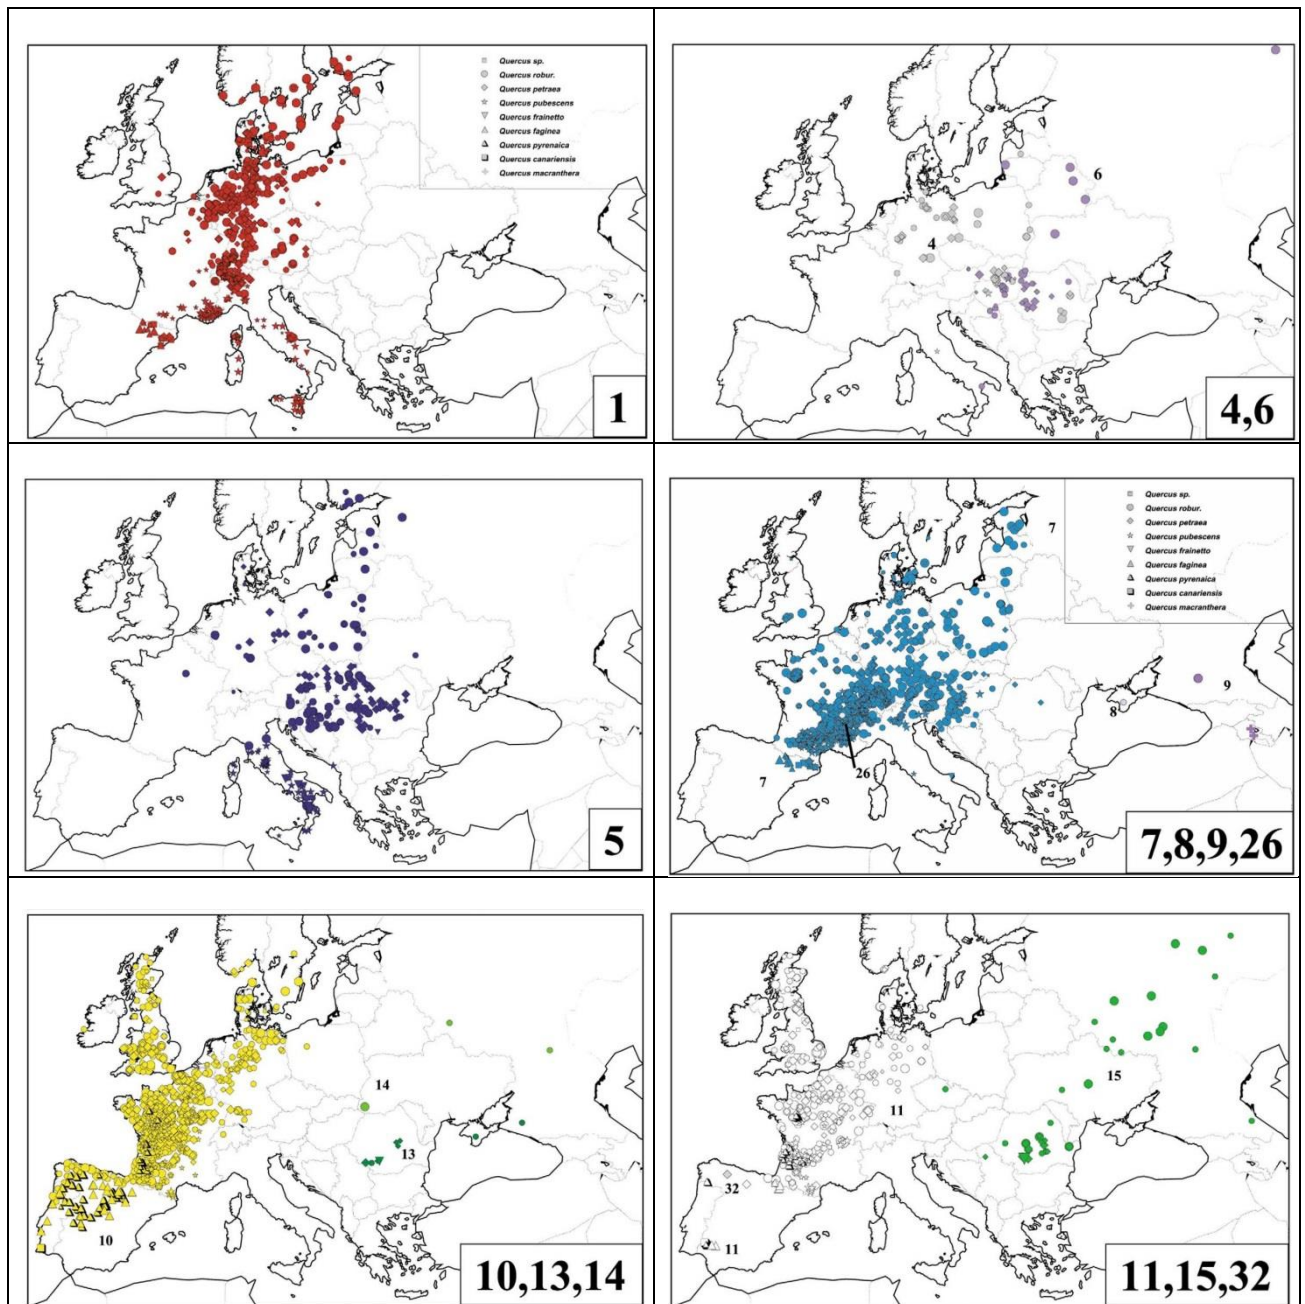 Quercus sp.
Quercus robur.
Quercus petraea
Quercus pubescens
Quercus frainetto
Quercus faginea
Quercus pyrenaica
Quercus canariensis
Quercus macranthera
1
6
4
4,6
5
Quercus sp.
Quercus robur.
Quercus petraea
Quercus pubescens
Quercus frainetto
Quercus faginea
Quercus pyrenaica
Quercus canariensis
Quercus macranthera
7
9
8
26
7
7,8,9,26
14
13
10
10,13,14
15
11
32
11
11,15,32